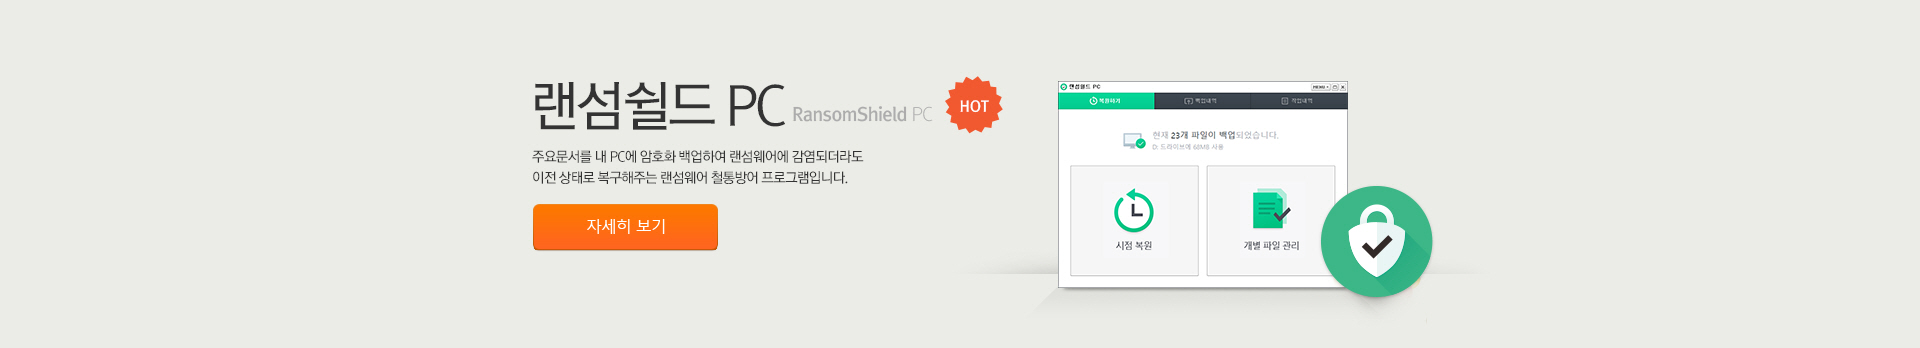 랜섬쉴드 PC RansomShield PC HOT
주요문서를 내 PC에 암호화 백업하여 랜섬웨어에 감염되더라도
이전 상태로 복구해주는 랜섬웨어 철통방어 프로그램입니다.
자세히 보기
랜섬쉴드 PC MENU
복원하기 백업내역 작업내역
현재 23개 파일이 백업되었습니다.
D: 드라이브에 68MB 사용
시점 복원 개별 파일 관리